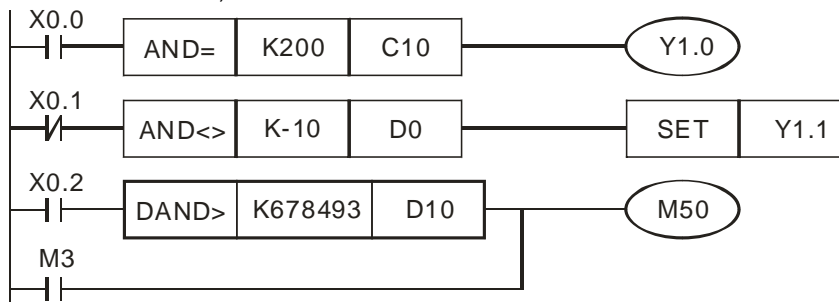 X0.0
AND= K200 C10 Y1.0
X0.1
AND<> K-10 D0 SET Y1.1
X0.2
DAND> K678493 D10 M50
M3